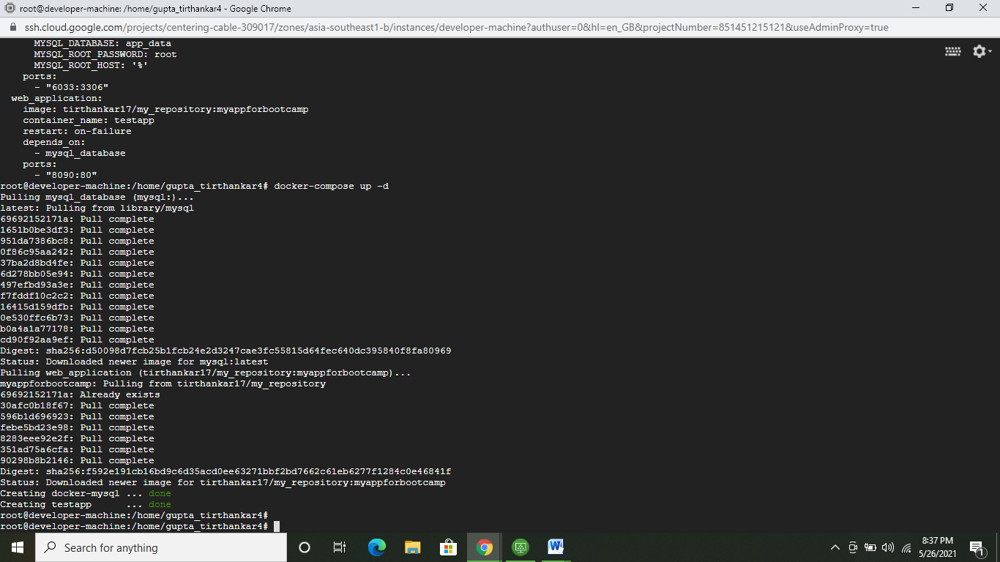 root@developer-machine: /home/gupta_tirthankar4 - Google Chrome
ssh.cloud.google.com/projects/centering-cable-309017/zones/asia-southeast1-b/instances/developer-machine?authuser=0&hl=en_GB&projectNumber=851451215121&useAdminProxy=true
MYSQL_DATABASE: app_data
MYSQL_ROOT_PASSWORD: root
MYSQL_ROOT_HOST: '%'
ports:
- "6033:3306"
web_application:
image: tirthankar17/my_repository:myappforbootcamp
container_name: testapp
restart: on-failure
depends_on:
- mysql_database
ports:
- "8090:80"
root@developer-machine:/home/gupta_tirthankar4# docker-compose up -d
Pulling mysql_database (mysql:)...
latest: Pulling from library/mysql
69692152171a: Pull complete
1651b0be3df3: Pull complete
951da7386bc8: Pull complete
0f86c95aa242: Pull complete
37ba2d8bd4fe: Pull complete
6d278bb05e94: Pull complete
497efbd93a3e: Pull complete
f7fddf10c2c2: Pull complete
16415d159dfb: Pull complete
0e530ffc6b73: Pull complete
b0a4a1a77178: Pull complete
cd90f92aa9ef: Pull complete
Digest: sha256:d50098d7fcb25b1fcb24e2d3247cae3fc55815d64fec640dc395840f8fa80969
Status: Downloaded newer image for mysql:latest
Pulling web_application (tirthankar17/my_repository:myappforbootcamp)...
myappforbootcamp: Pulling from tirthankar17/my_repository
69692152171a: Already exists
30afc0b18f67: Pull complete
596b1d696923: Pull complete
febe5bd23e98: Pull complete
8283eee92e2f: Pull complete
351ad75a6cfa: Pull complete
90298b8b2146: Pull complete
Digest: sha256:f592e191cb16bd9c6d35acd0ee63271bbf2bd7662c61eb6277f1284c0e46841f
Status: Downloaded newer image for tirthankar17/my_repository:myappforbootcamp
Creating docker-mysql ... done
Creating testapp      ... done
root@developer-machine:/home/gupta_tirthankar4#
root@developer-machine:/home/gupta_tirthankar4#
Search for anything
W
8:37 PM
5/26/2021
1